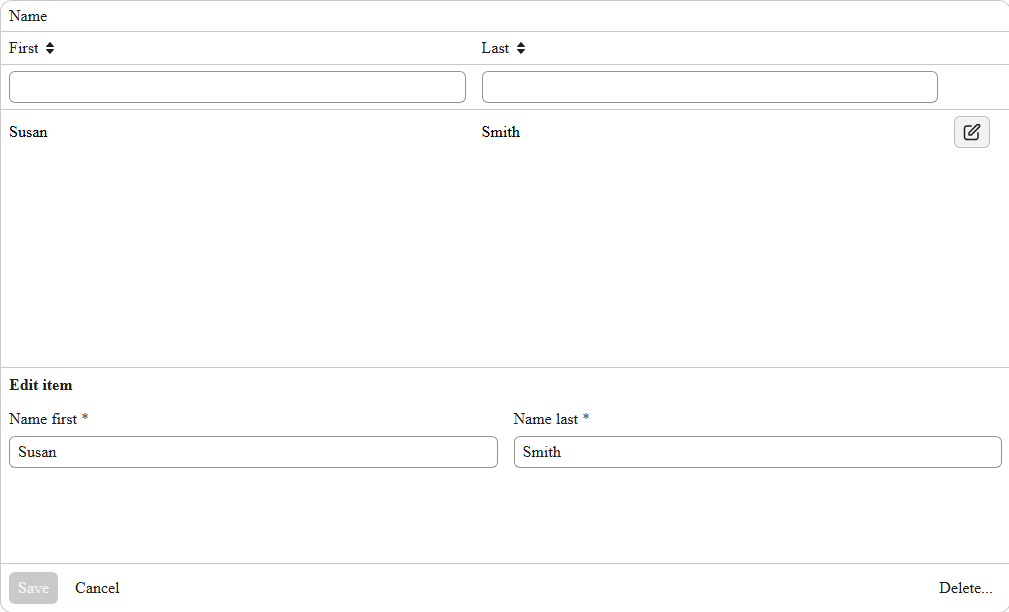 Name
First Last
Susan Smith
Edit item
Name first * Name last *
Susan Smith
Save Cancel Delete...